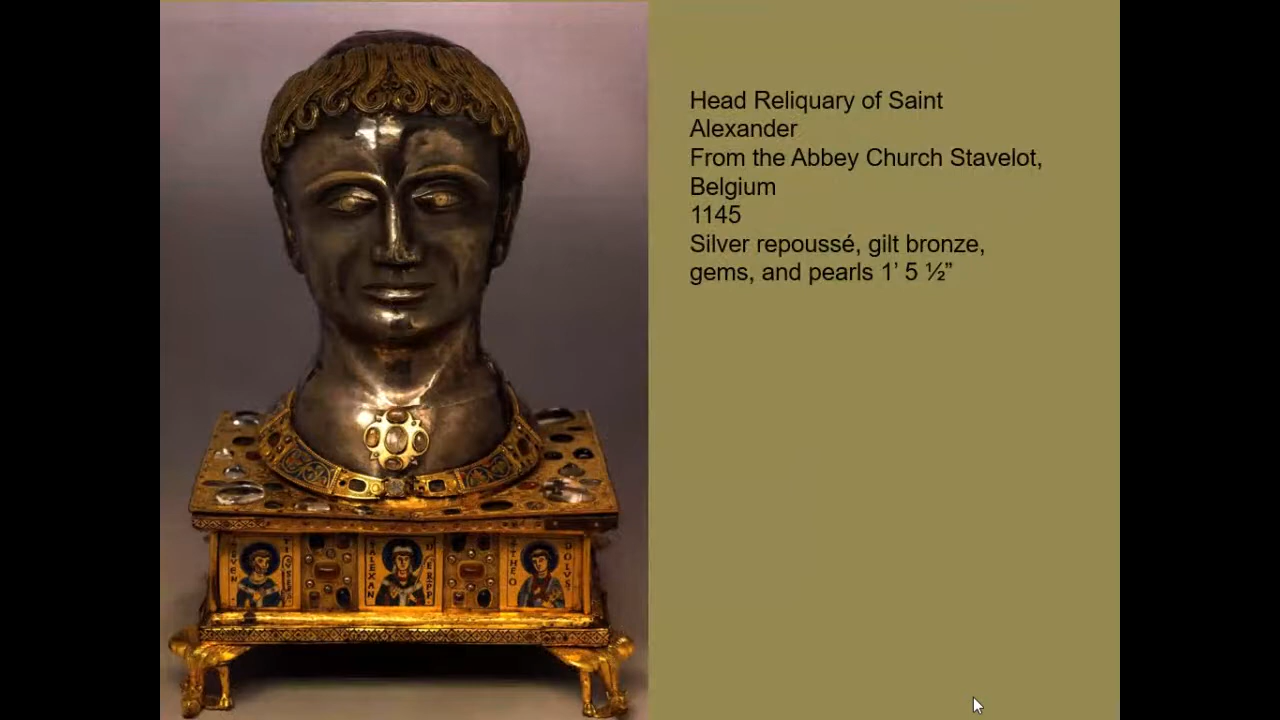 Head Reliquary of Saint
Alexander
From the Abbey Church Stavelot,
Belgium
1145
Silver repoussé, gilt bronze,
gems, and pearls 1’ 5 ½”